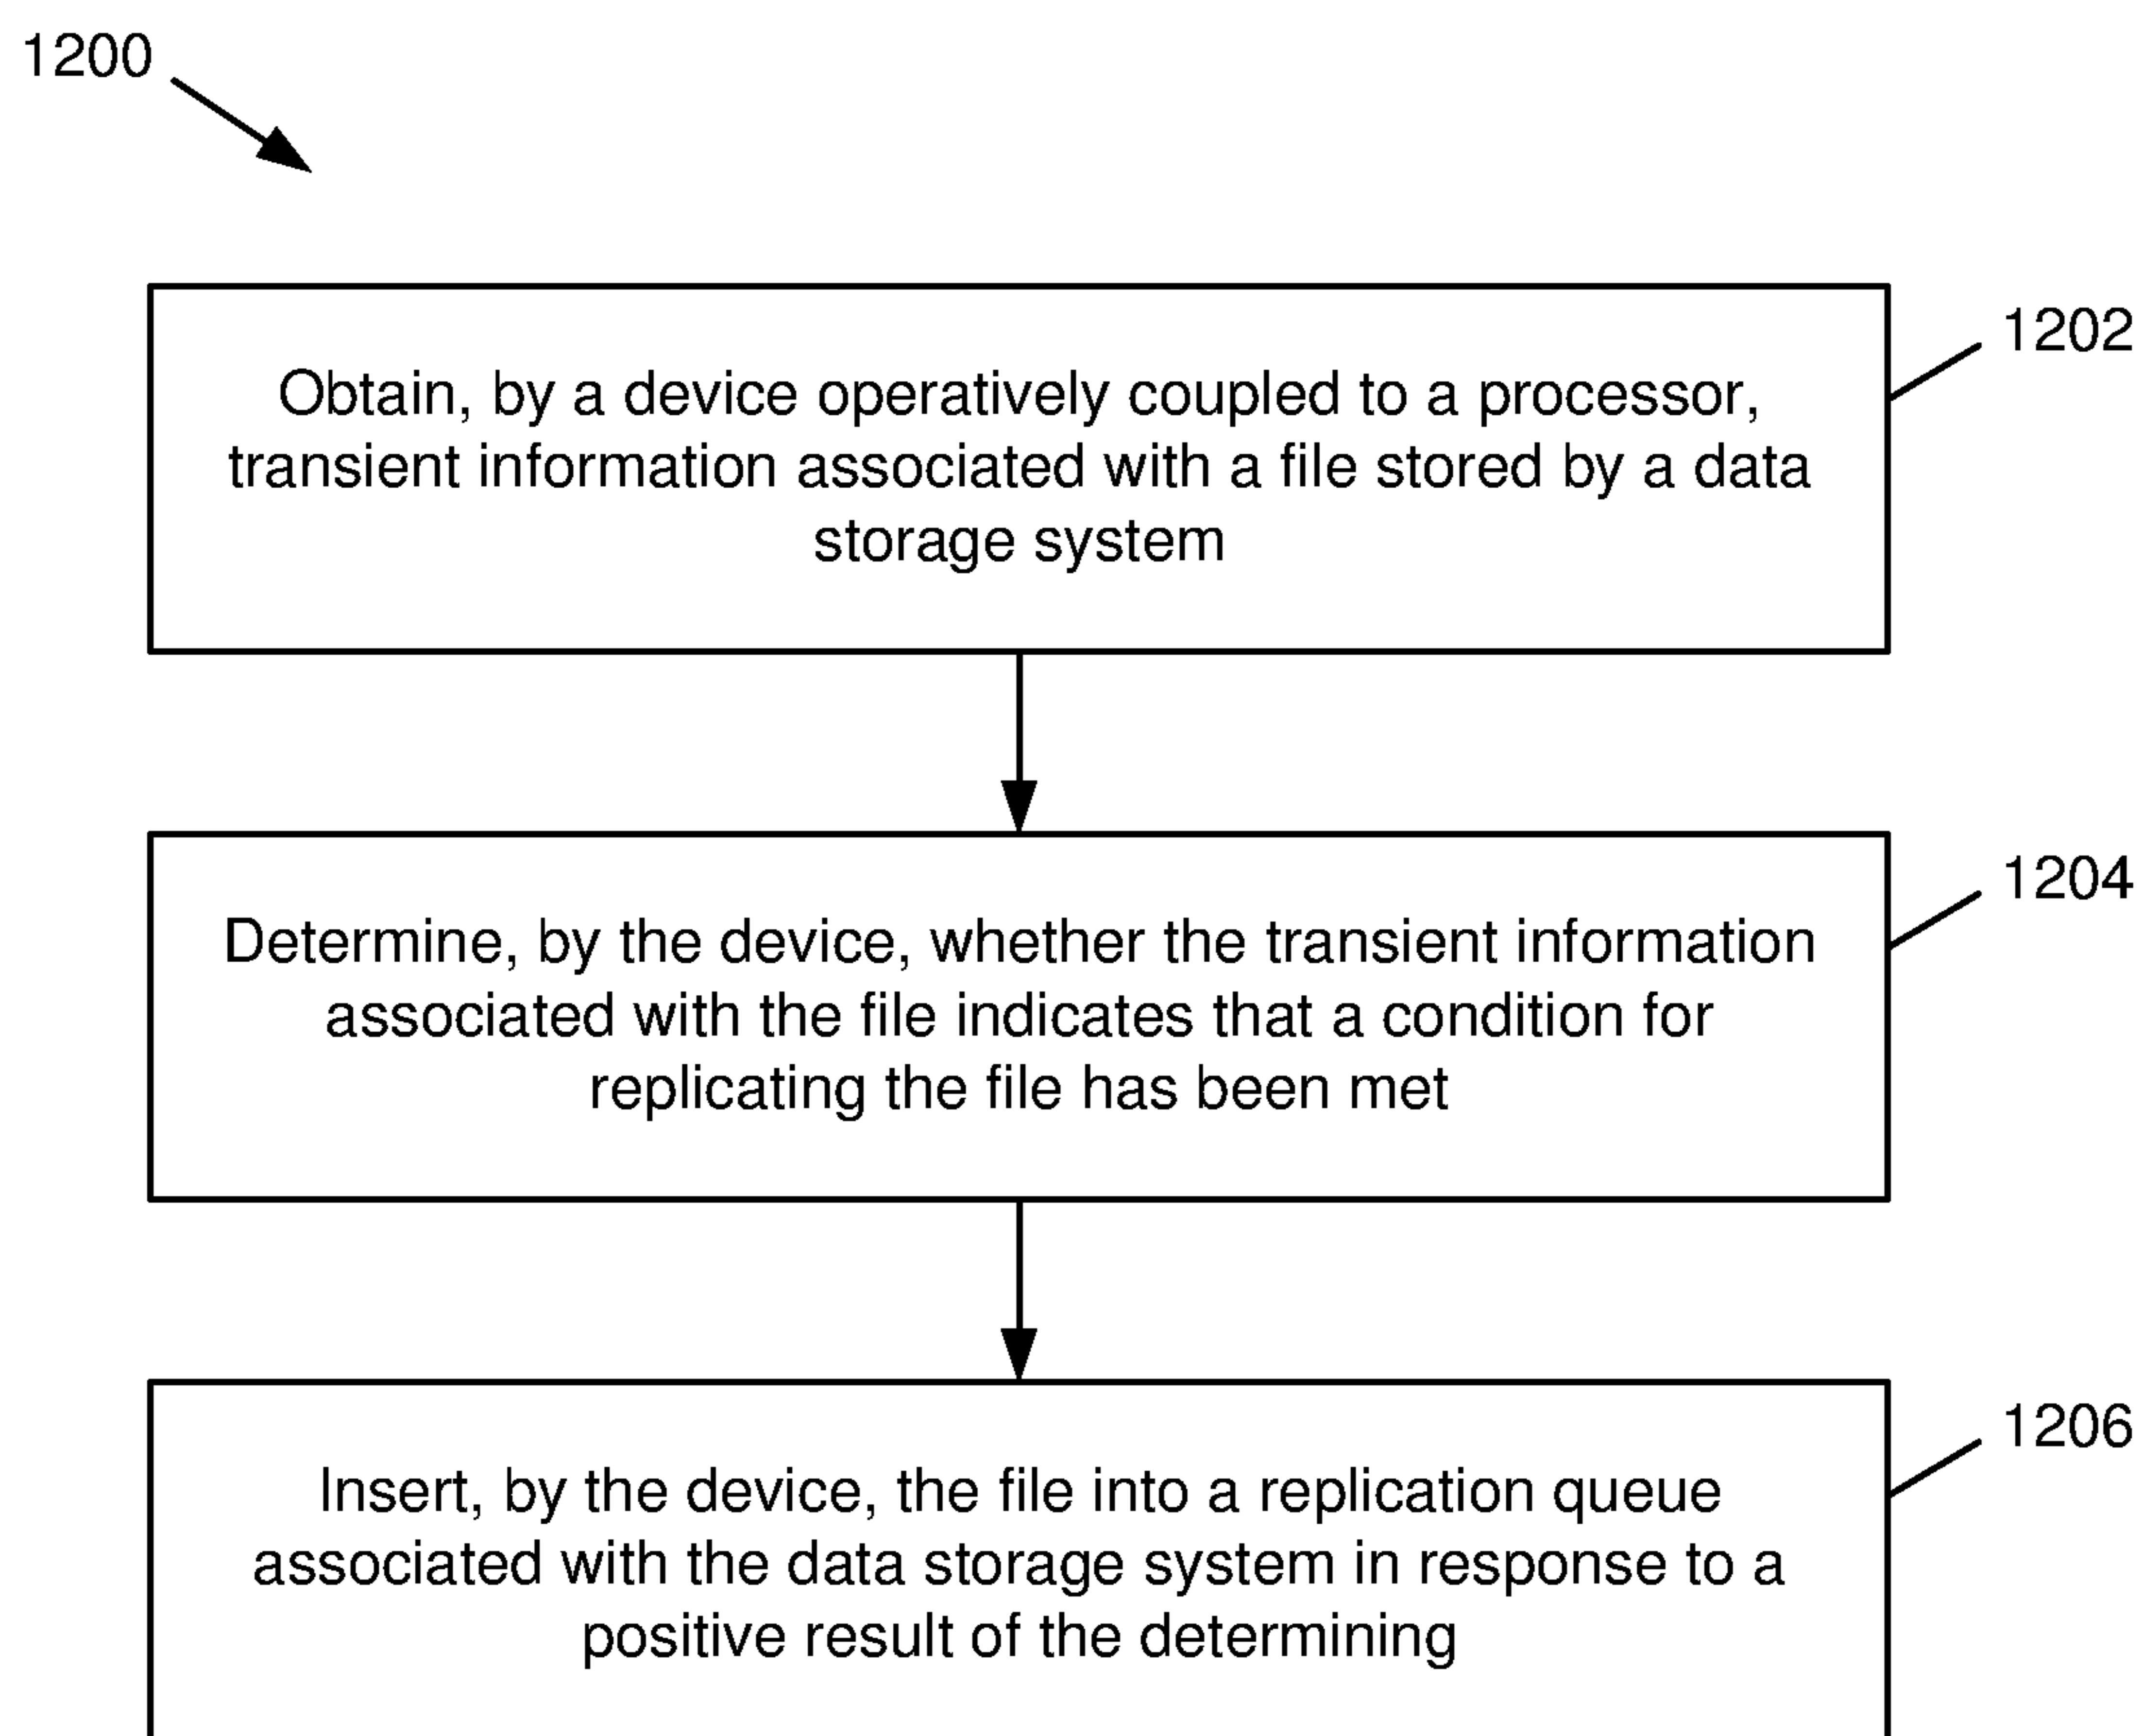 1200
1202
Obtain, by a device operatively coupled to a processor,
transient information associated with a file stored by a data
storage system
1204
Determine, by the device, whether the transient information
associated with the file indicates that a condition for
replicating the file has been met
1206
Insert, by the device, the file into a replication queue
associated with the data storage system in response to a
positive result of the determining